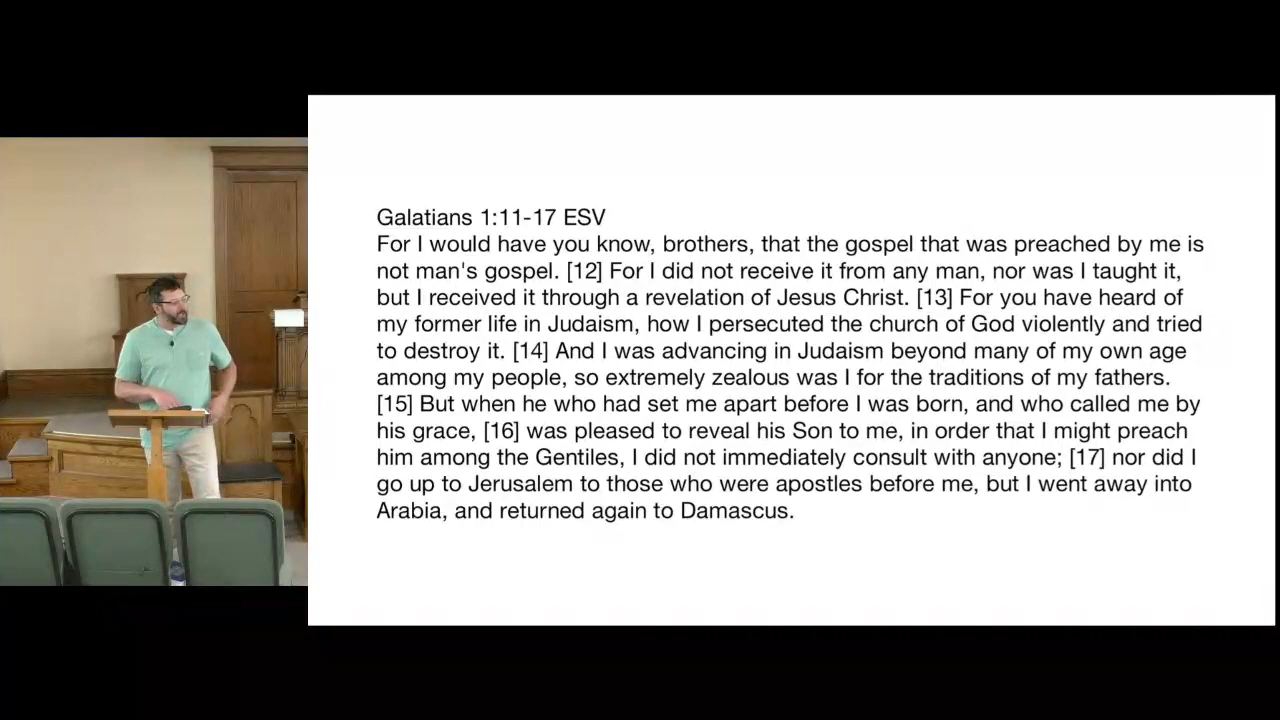 Galatians 1:11-17 ESV
For I would have you know, brothers, that the gospel that was preached by me is
not man's gospel. [12] For I did not receive it from any man, nor was I taught it,
but I received it through a revelation of Jesus Christ. [13] For you have heard of
my former life in Judaism, how I persecuted the church of God violently and tried
to destroy it. [14] And I was advancing in Judaism beyond many of my own age
among my people, so extremely zealous was I for the traditions of my fathers.
[15] But when he who had set me apart before I was born, and who called me by
his grace, [16] was pleased to reveal his Son to me, in order that I might preach
him among the Gentiles, I did not immediately consult with anyone; [17] nor did I
go up to Jerusalem to those who were apostles before me, but I went away into
Arabia, and returned again to Damascus.